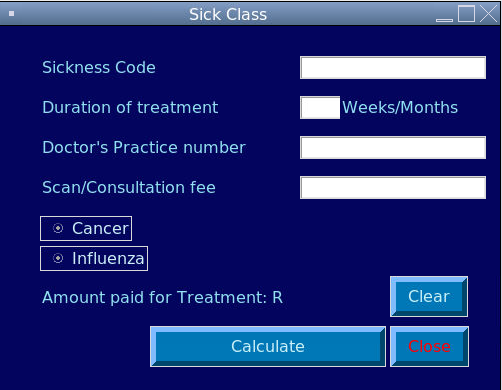 Sick Class
Sickness Code
Duration of treatment Weeks/Months
Doctor's Practice number
Scan/Consultation fee
Cancer
Influenza
Amount paid for Treatment: R Clear
Calculate Close